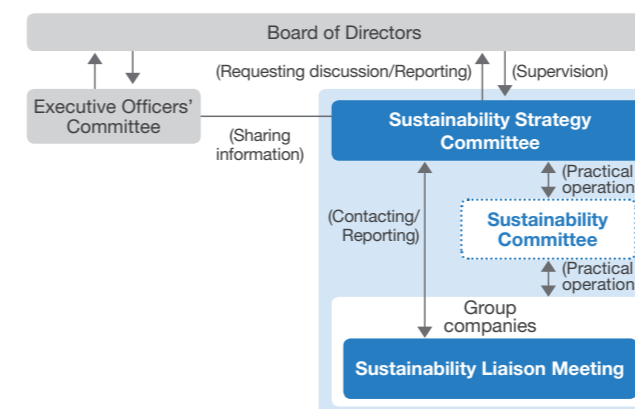 Board of Directors
(Requesting discussion/Reporting)
(Supervision)
Executive Officers’
Committee
(Sharing
information)
Sustainability Strategy
Committee
(Practical
operation
(Contacting/
Reporting)
Sustainability
Committee
(Practical
operation
Group
companies
Sustainability Liaison Meeting